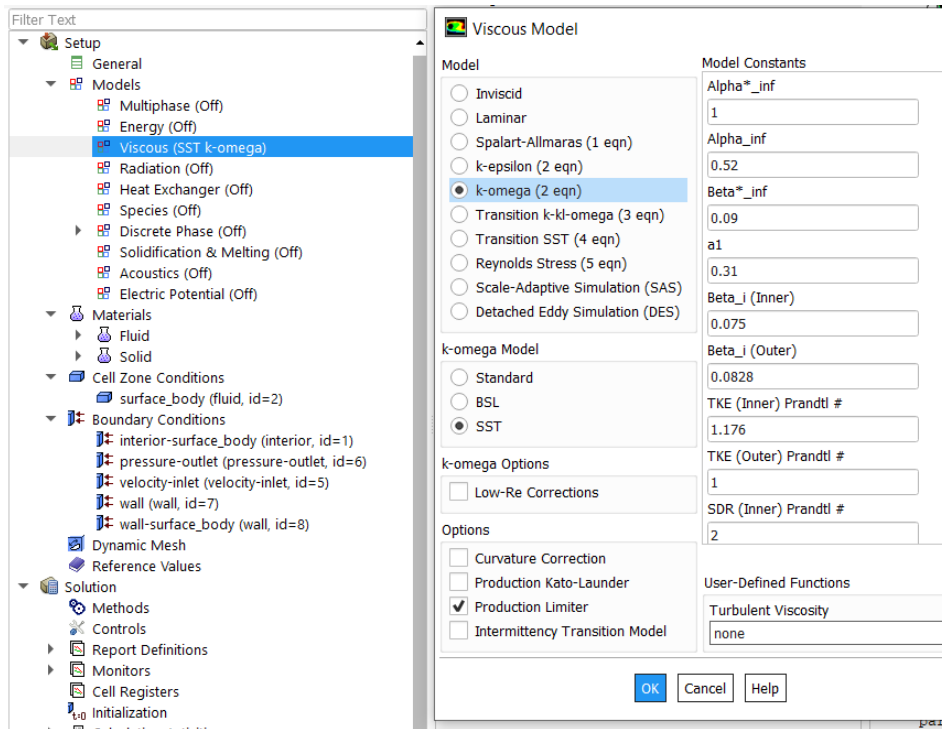 Filter Text
Setup
General
Models
Multiphase (Off)
Energy (Off)
Viscous (SST k-omega)
Radiation (Off)
Heat Exchanger (Off)
Species (Off)
Discrete Phase (Off)
Solidification & Melting (Off)
Acoustics (Off)
Electric Potential (Off)
Materials
Fluid
Solid
Cell Zone Conditions
surface_body (fluid, id=2)
Boundary Conditions
interior-surface_body (interior, id=1)
pressure-outlet (pressure-outlet, id=6)
velocity-inlet (velocity-inlet, id=5)
wall (wall, id=7)
wall-surface_body (wall, id=8)
Dynamic Mesh
Reference Values
Solution
Methods
Controls
Report Definitions
Monitors
Cell Registers
t=0 Initialization
Viscous Model
Model
Inviscid
Laminar
Spalart-Allmaras (1 eqn)
k-epsilon (2 eqn)
k-omega (2 eqn)
Transition k-kl-omega (3 eqn)
Transition SST (4 eqn)
Reynolds Stress (5 eqn)
Scale-Adaptive Simulation (SAS)
Detached Eddy Simulation (DES)
k-omega Model
Standard
BSL
SST
k-omega Options
Low-Re Corrections
Options
Curvature Correction
Production Kato-Launder
Production Limiter
Intermittency Transition Model
Model Constants
Alpha*_inf
1
Alpha_inf
0.52
Beta*_inf
0.09
a1
0.31
Beta_i (Inner)
0.075
Beta_i (Outer)
0.0828
TKE (Inner) Prandtl #
1.176
TKE (Outer) Prandtl #
1
SDR (Inner) Prandtl #
2
User-Defined Functions
Turbulent Viscosity
none
OK
Cancel
Help